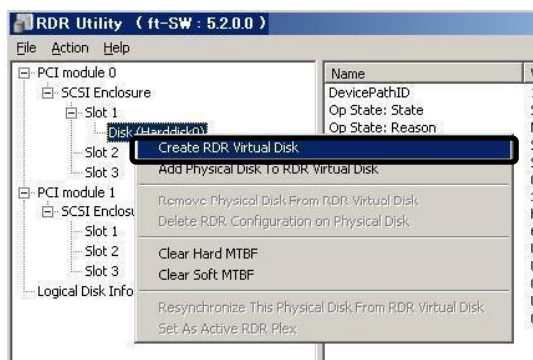 RDR Utility ( ft-SW : 5.2.0.0 )
File Action Help
PCI module 0
SCSI Enclosure
Slot 1
Disk (Harddisk0)
Slot 2
Slot 3
PCI module 1
SCSI
Slot 1
Slot 2
Slot 3
Logical Disk Info
Name
DevicePathID
Op State: State
Op State: Reason
Create RDR Virtual Disk
Add Physical Disk To RDR Virtual Disk
Remove Physical Disk From RDR Virtual Disk
Delete RDR Configuration on Physical Disk
Clear Hard MTBF
Clear Soft MTBF
Resynchronize This Physical Disk From RDR Virtual Disk
Set As Active RDR Plex